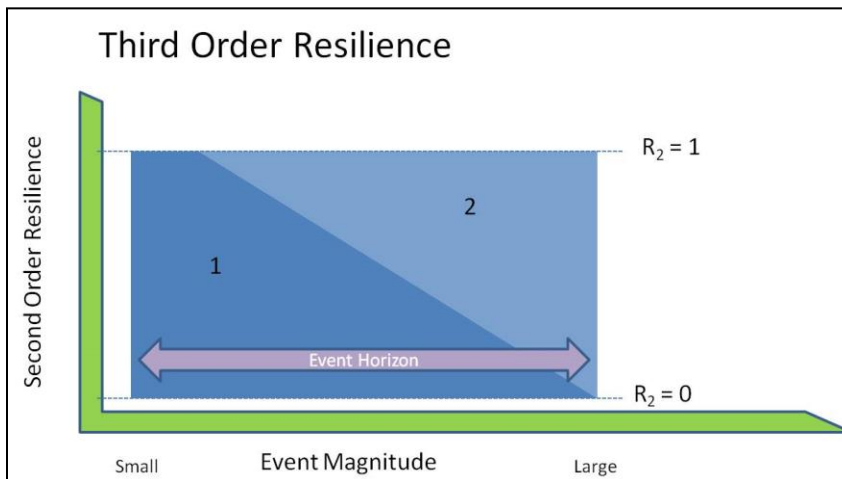 Third Order Resilience
Second Order Resilience
R₂ = 1
2
1
Event Horizon
R₂ = 0
Small
Event Magnitude
Large